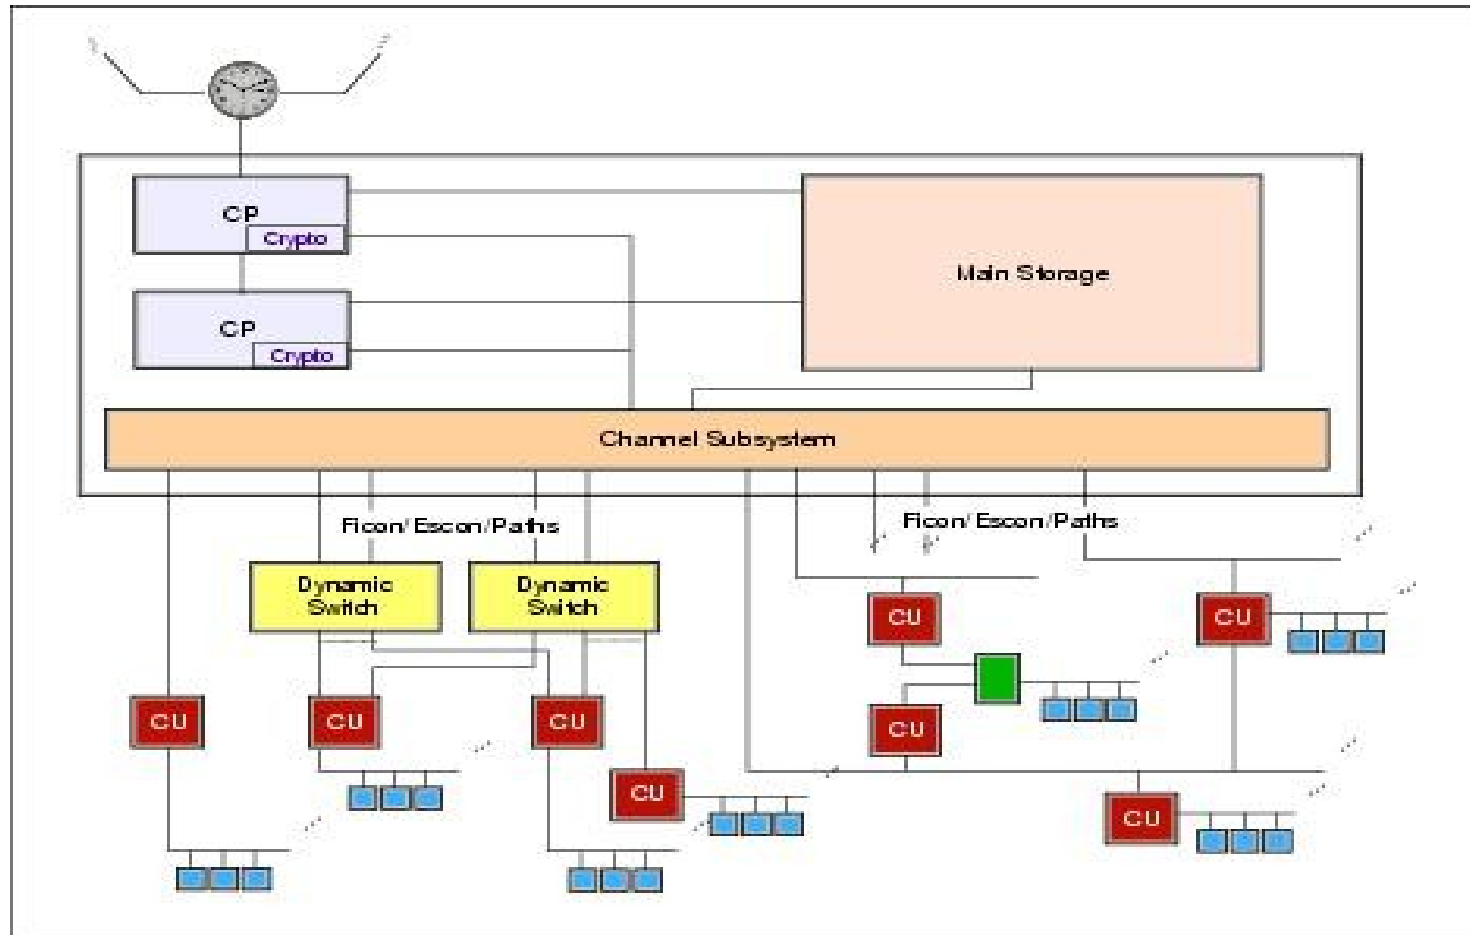 CP
Crypto
Main Storage
CP
Crypto
Channel Subsystem
Ficon/Escon/Paths
Ficon/Escon/Paths
Dynamic
Switch
Dynamic
Switch
CU
CU
CU
CU
CU
CU
CU
CU